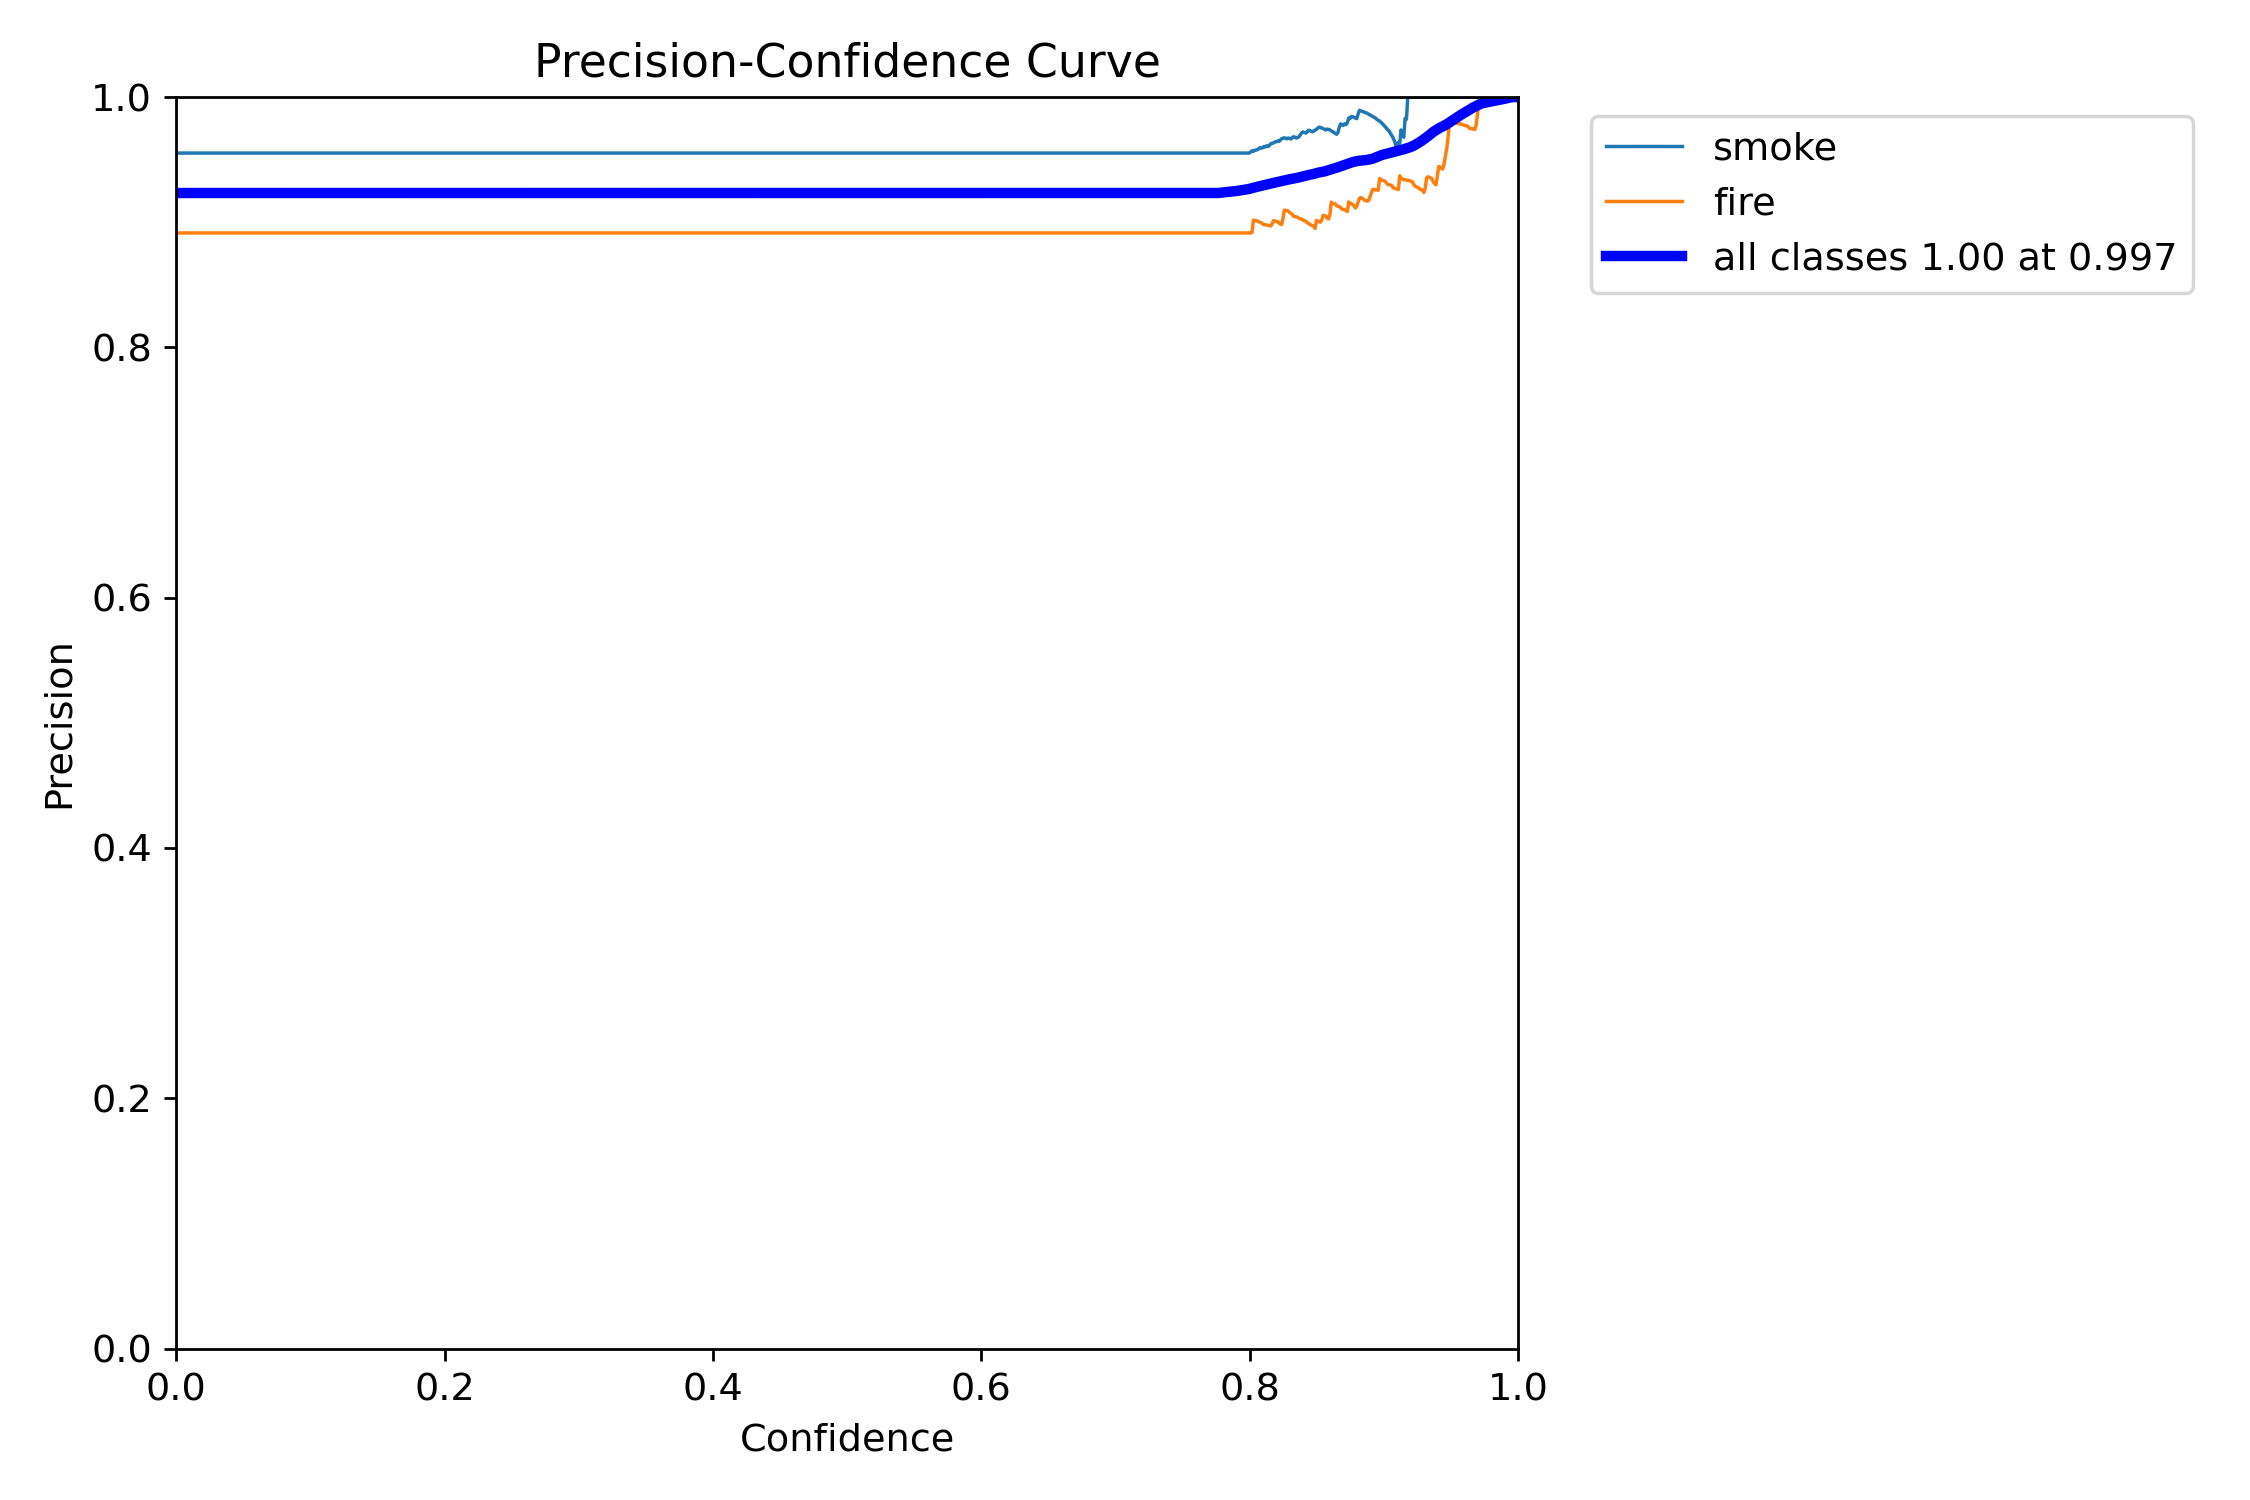 Precision-Confidence Curve
1.0
0.8
0.6
0.4
0.2
0.0
Precision
0.0 0.2 0.4 0.6 0.8 1.0
Confidence
smoke
fire
all classes 1.00 at 0.997